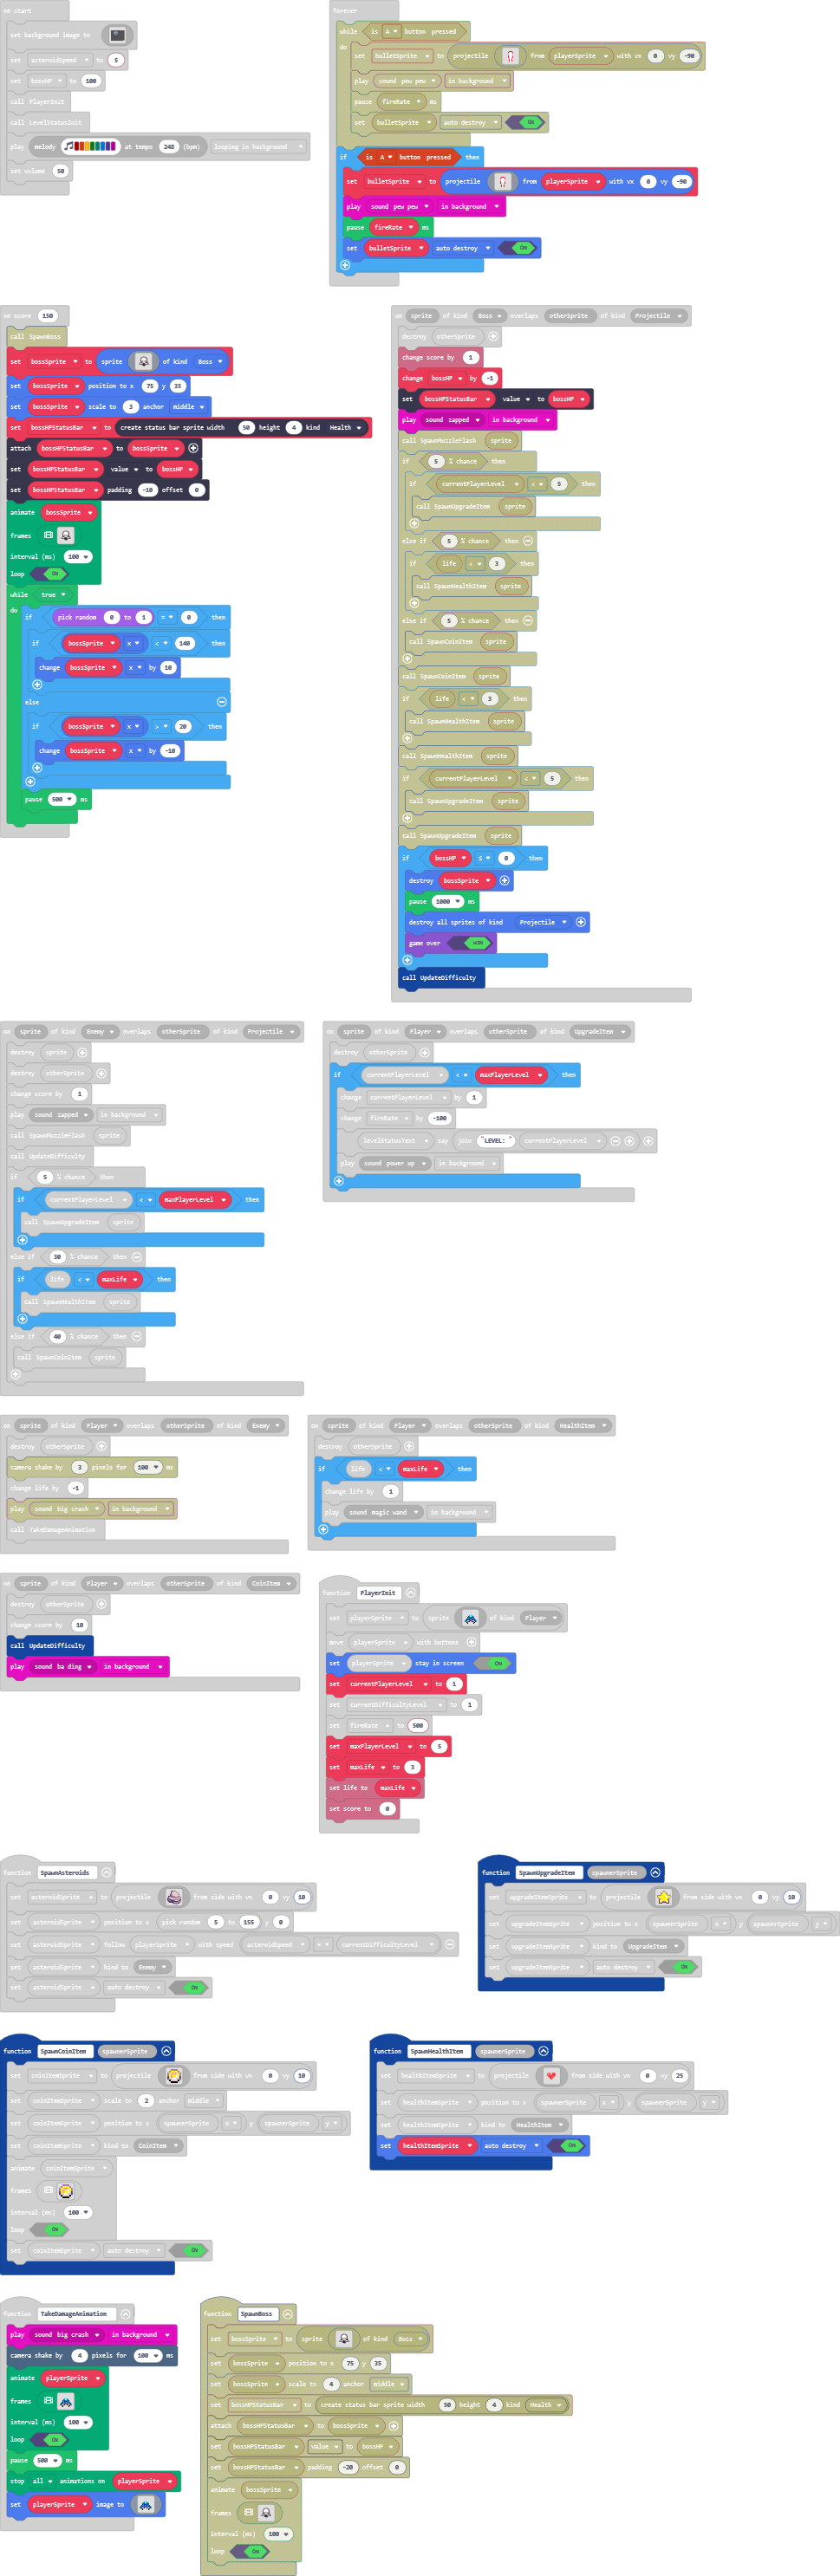 on start
set background image to
set asteroidSpeed to 5
set bossHP to 100
call PlayerInit
call LevelStatusInit
play melody at tempo 248 (bpm) looping in background
set volume 50
forever
while is A button pressed
do
set bulletSprite to projectile from playerSprite with vx 0 vy -90
play sound pew pew in background
pause fireRate ms
set bulletSprite auto destroy ON
if is A button pressed then
set bulletSprite to projectile from playerSprite with vx 0 vy -90
play sound pew pew in background
pause fireRate ms
set bulletSprite auto destroy ON
on score 150
call SpawnBoss
set bossSprite to sprite of kind Boss
set bossSprite position to x 75 y 35
set bossSprite scale to 3 anchor middle
set bossHPStatusBar to create status bar sprite width 50 height 4 kind Health
attach bossHPStatusBar to bossSprite
set bossHPStatusBar value to bossHP
set bossHPStatusBar padding -10 offset 0
animate bossSprite
frames
interval (ms) 100
loop ON
while true
do
if pick random 0 to 1 = 0 then
if bossSprite x < 140 then
change bossSprite x by 10
else
if bossSprite x > 20 then
change bossSprite x by -10
pause 500 ms
on sprite of kind Boss overlaps otherSprite of kind Projectile
destroy otherSprite
change score by 1
change bossHP by -1
set bossHPStatusBar value to bossHP
play sound zapped in background
call SpawnMuzzleFlash sprite
if 5 % chance then
if currentPlayerLevel < 5 then
call SpawnUpgradeItem sprite
else if 5 % chance then
if life < 3 then
call SpawnHealthItem sprite
else if 5 % chance then
call SpawnCoinItem sprite
call SpawnCoinItem sprite
if life < 3 then
call SpawnHealthItem sprite
call SpawnHealthItem sprite
if currentPlayerLevel < 5 then
call SpawnUpgradeItem sprite
call SpawnUpgradeItem sprite
if bossHP ≤ 0 then
destroy bossSprite
pause 1000 ms
destroy all sprites of kind Projectile
game over WIN
call UpdateDifficulty
on sprite of kind Enemy overlaps otherSprite of kind Projectile
destroy sprite
destroy otherSprite
change score by 1
play sound zapped in background
call SpawnMuzzleFlash sprite
call UpdateDifficulty
if 5 % chance then
if currentPlayerLevel < maxPlayerLevel then
call SpawnUpgradeItem sprite
else if 30 % chance then
if life < maxLife then
call SpawnHealthItem sprite
else if 40 % chance then
call SpawnCoinItem sprite
on sprite of kind Player overlaps otherSprite of kind UpgradeItem
destroy otherSprite
if currentPlayerLevel < maxPlayerLevel then
change currentPlayerLevel by 1
change fireRate by -100
levelStatusText say join "LEVEL: " currentPlayerLevel
play sound power up in background
on sprite of kind Player overlaps otherSprite of kind Enemy
destroy otherSprite
camera shake by 3 pixels for 100 ms
change life by -1
play sound big crash in background
call TakeDamageAnimation
on sprite of kind Player overlaps otherSprite of kind HealthItem
destroy otherSprite
if life < maxLife then
change life by 1
play sound magic wand in background
on sprite of kind Player overlaps otherSprite of kind CoinItem
destroy otherSprite
change score by 10
call UpdateDifficulty
play sound ba ding in background
function PlayerInit
set playerSprite to sprite of kind Player
move playerSprite with buttons
set playerSprite stay in screen ON
set currentPlayerLevel to 1
set currentDifficultyLevel to 1
set fireRate to 500
set maxPlayerLevel to 5
set maxLife to 3
set life to maxLife
set score to 0
function SpawnAsteroids
set asteroidSprite to projectile from side with vx 0 vy 10
set asteroidSprite position to x pick random 5 to 155 y 0
set asteroidSprite follow playerSprite with speed asteroidSpeed x currentDifficultyLevel
set asteroidSprite kind to Enemy
set asteroidSprite auto destroy ON
function SpawnUpgradeItem spawnerSprite
set upgradeItemSprite to projectile from side with vx 0 vy 10
set upgradeItemSprite position to x spawnerSprite x y spawnerSprite y
set upgradeItemSprite kind to UpgradeItem
set upgradeItemSprite auto destroy ON
function SpawnCoinItem spawnerSprite
set coinItemSprite to projectile from side with vx 0 vy 10
set coinItemSprite scale to 2 anchor middle
set coinItemSprite position to x spawnerSprite x y spawnerSprite y
set coinItemSprite kind to CoinItem
animate coinItemSprite
frames
interval (ms) 100
loop ON
set coinItemSprite auto destroy ON
function SpawnHealthItem spawnerSprite
set healthItemSprite to projectile from side with vx 0 vy 25
set healthItemSprite position to x spawnerSprite x y spawnerSprite y
set healthItemSprite kind to HealthItem
set healthItemSprite auto destroy ON
function TakeDamageAnimation
play sound big crash in background
camera shake by 4 pixels for 100 ms
animate playerSprite
frames
interval (ms) 100
loop ON
pause 500 ms
stop all animations on playerSprite
set playerSprite image to
function SpawnBoss
set bossSprite to sprite of kind Boss
set bossSprite position to x 75 y 35
set bossSprite scale to 4 anchor middle
set bossHPStatusBar to create status bar sprite width 50 height 4 kind Health
attach bossHPStatusBar to bossSprite
set bossHPStatusBar value to bossHP
set bossHPStatusBar padding -20 offset 0
animate bossSprite
frames
interval (ms) 100
loop ON